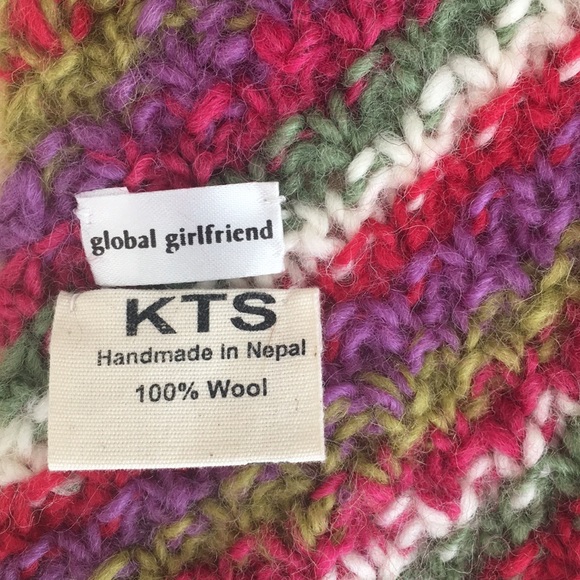 global girlfriend
KTS
Handmade in Nepal
100% Wool